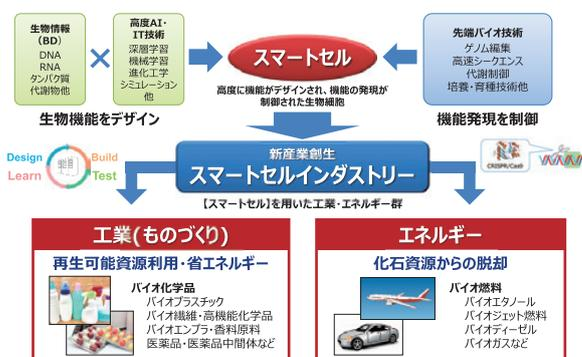 生物情報
(BD)
DNA
RNA
タンパク質
代謝物他
×
高度AI・
IT技術
深層学習
機械学習
進化工学
シミュレーション
他
生物機能をデザイン
スマートセル
高度に機能がデザインされ、機能の発現が
制御された生物細胞
先端バイオ技術
ゲノム編集
高速シークエンス
代謝制御
培養・育種技術他
機能発現を制御
Design
Build
Learn
Test
新産業創生
スマートセルインダストリー
【スマートセル】を用いた工業・エネルギー群
CRISPR/Cas9
工業(ものづくり)
再生可能資源利用・省エネルギー
バイオ化学品
バイオプラスチック
バイオ繊維・高機能化学品
バイオエンプラ・香料原料
医薬品・医薬品中間体など
エネルギー
化石資源からの脱却
バイオ燃料
バイオエタノール
バイオジェット燃料
バイオディーゼル
バイオガスなど